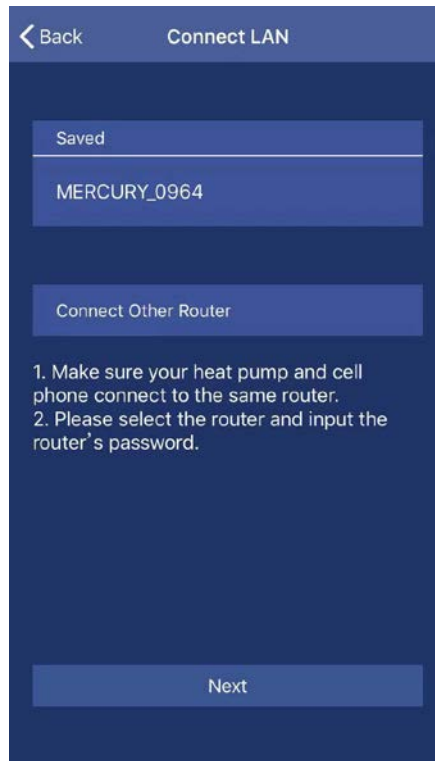 Back
Connect LAN
Saved
MERCURY_0964
Connect Other Router
1. Make sure your heat pump and cell
phone connect to the same router.
2. Please select the router and input the
router's password.
Next